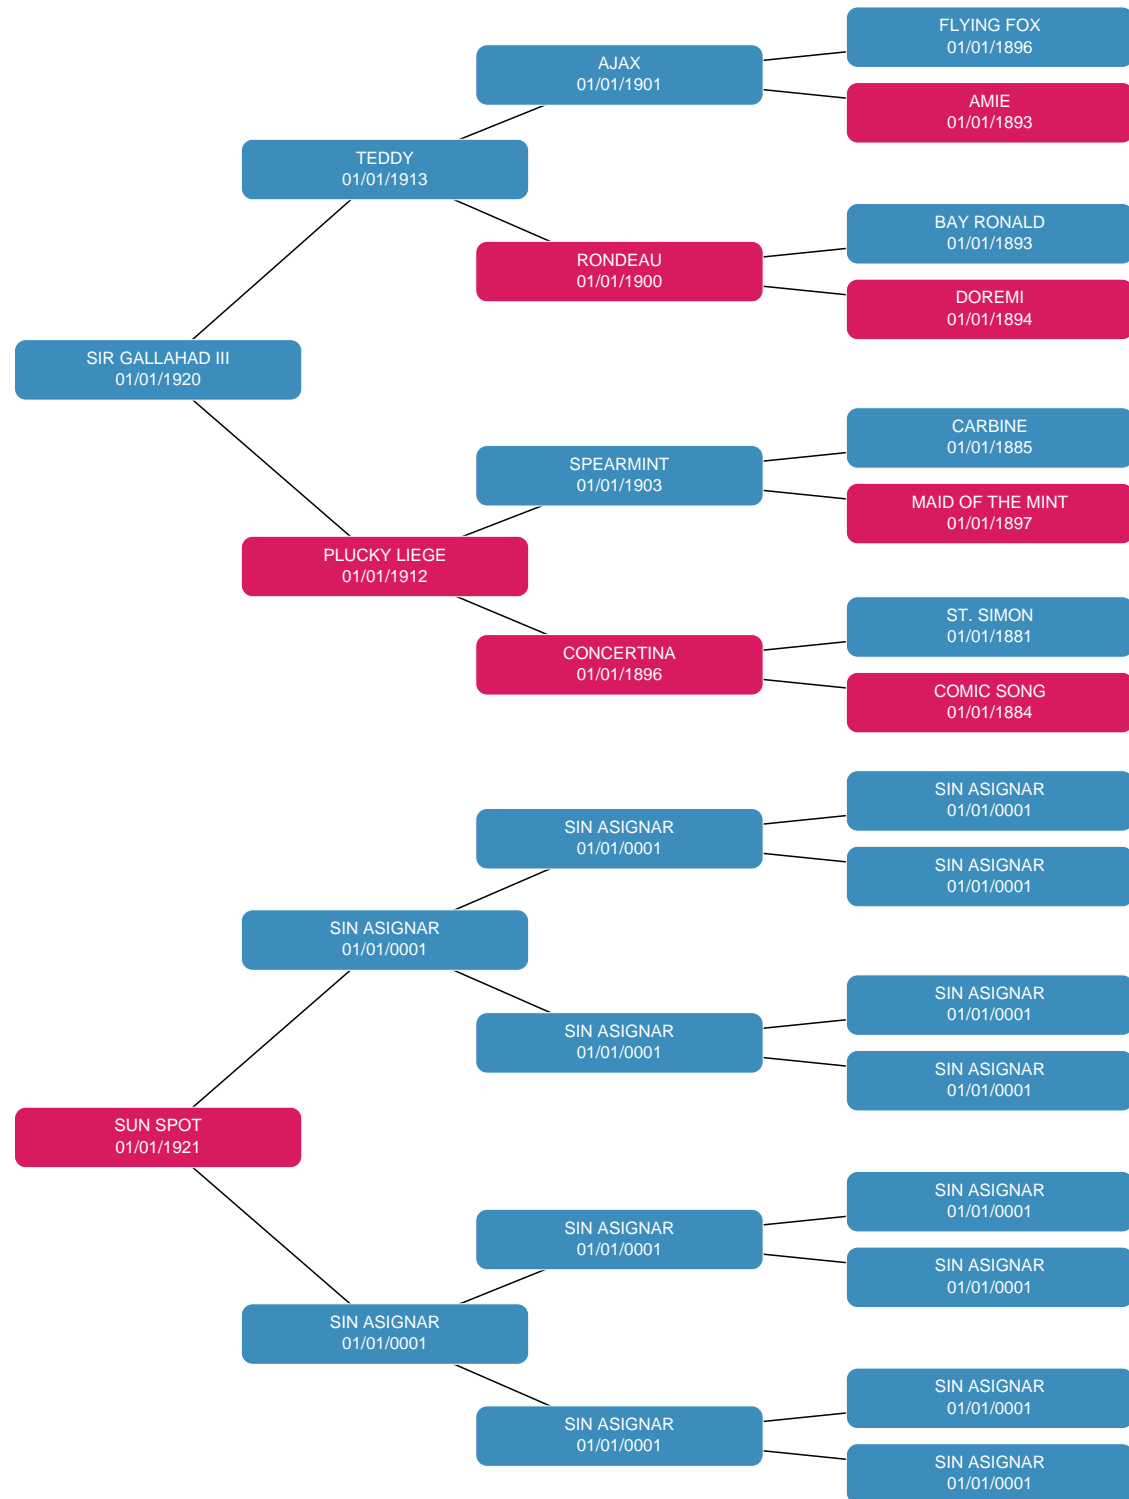 FLYING FOX
01/01/1896
AJAX
01/01/1901
AMIE
01/01/1893
TEDDY
01/01/1913
BAY RONALD
01/01/1893
RONDEAU
01/01/1900
DOREMI
01/01/1894
SIR GALLAHAD III
01/01/1920
CARBINE
01/01/1885
SPEARMINT
01/01/1903
MAID OF THE MINT
01/01/1897
PLUCKY LIEGE
01/01/1912
ST. SIMON
01/01/1881
CONCERTINA
01/01/1896
COMIC SONG
01/01/1884
SIN ASIGNAR
01/01/0001
SIN ASIGNAR
01/01/0001
SIN ASIGNAR
01/01/0001
SIN ASIGNAR
01/01/0001
SIN ASIGNAR
01/01/0001
SIN ASIGNAR
01/01/0001
SIN ASIGNAR
01/01/0001
SUN SPOT
01/01/1921
SIN ASIGNAR
01/01/0001
SIN ASIGNAR
01/01/0001
SIN ASIGNAR
01/01/0001
SIN ASIGNAR
01/01/0001
SIN ASIGNAR
01/01/0001
SIN ASIGNAR
01/01/0001
SIN ASIGNAR
01/01/0001